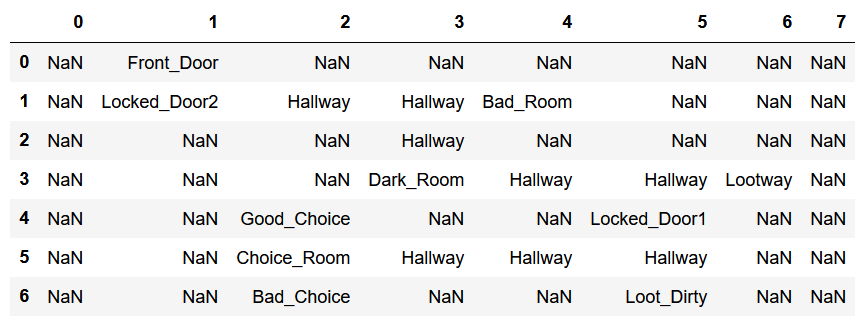 0 1 2 3 4 5 6 7
0 NaN Front_Door NaN NaN NaN NaN NaN NaN
1 NaN Locked_Door2 Hallway Hallway Bad_Room NaN NaN NaN
2 NaN NaN NaN Hallway NaN NaN NaN NaN
3 NaN NaN NaN Dark_Room Hallway Hallway Lootway NaN
4 NaN NaN Good_Choice NaN NaN Locked_Door1 NaN NaN
5 NaN NaN Choice_Room Hallway Hallway Hallway NaN NaN
6 NaN NaN Bad_Choice NaN NaN Loot_Dirty NaN NaN